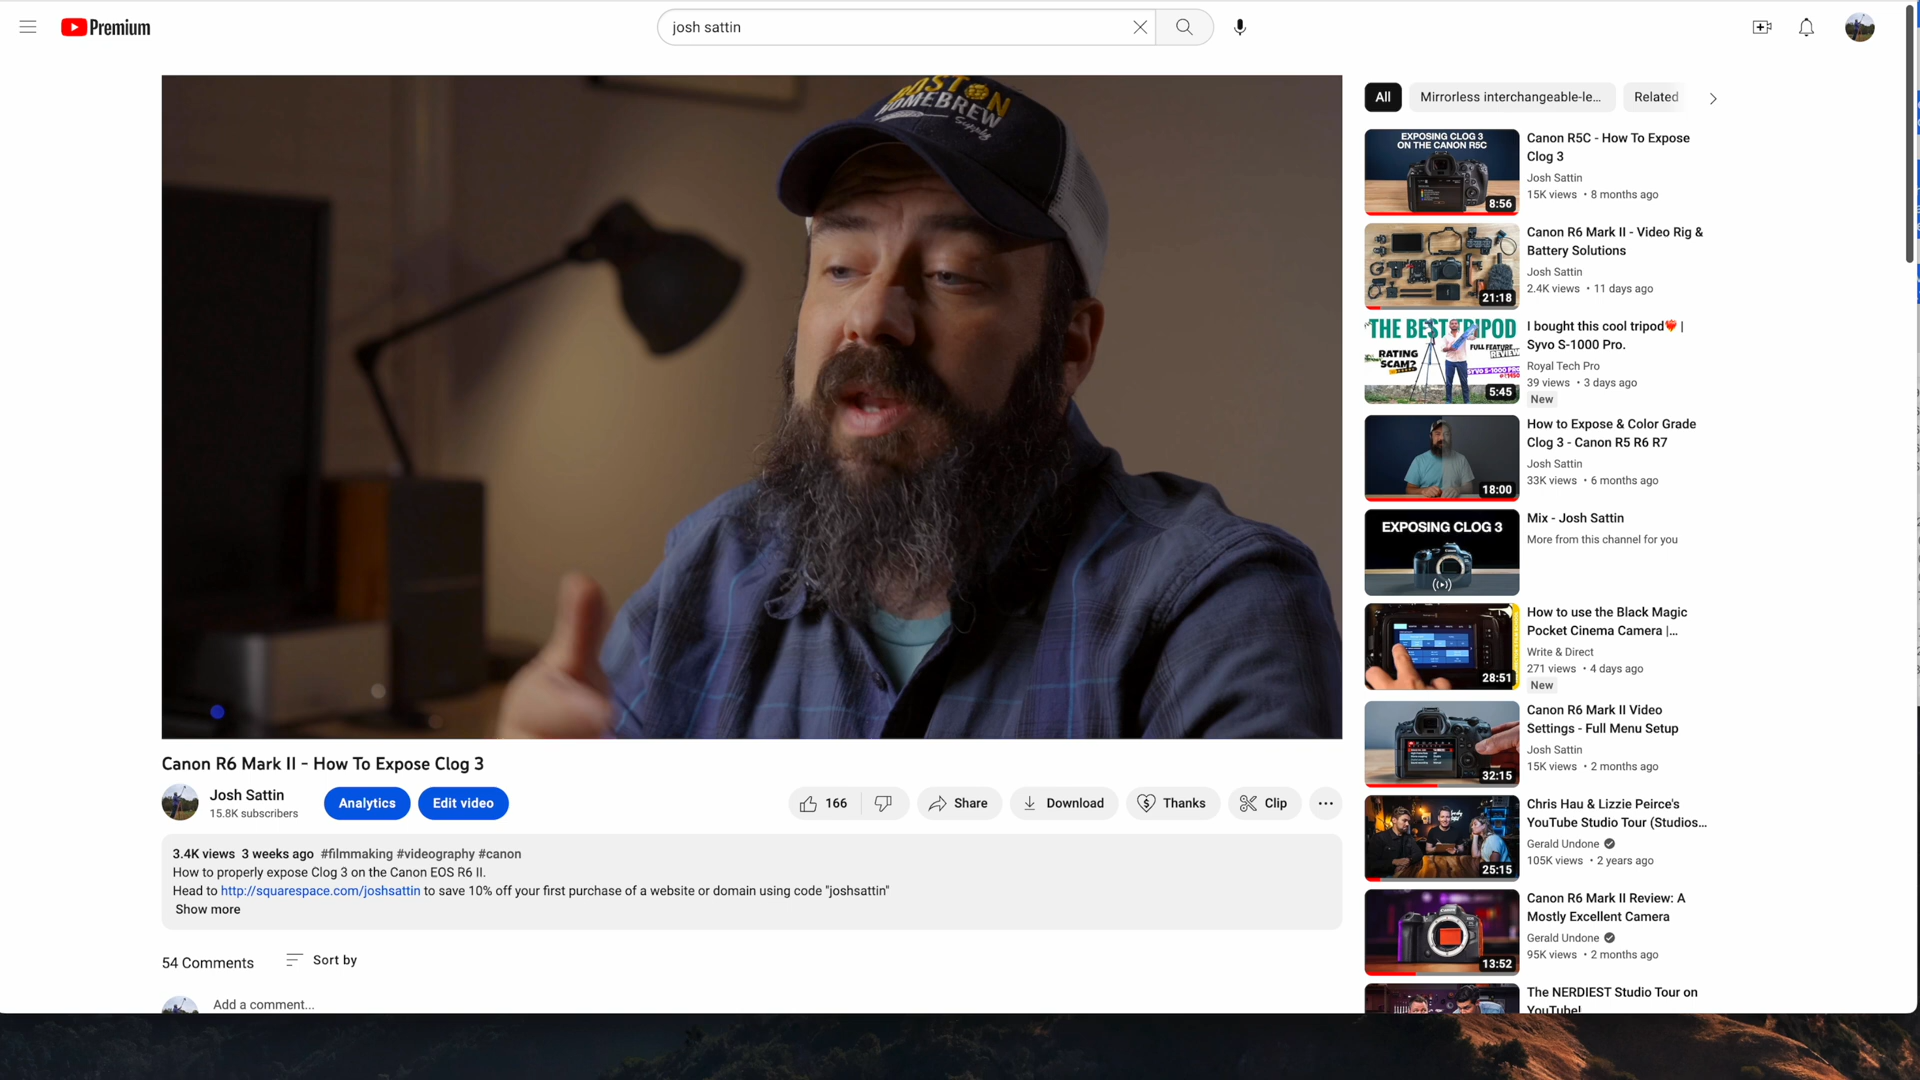 Premium
josh sattin
BOSTON
HOMEBREW
Supply
Canon R6 Mark II - How To Expose Clog 3
Josh Sattin
15.8K subscribers
Analytics
Edit video
166
Share
Download
Thanks
Clip
3.4K views 3 weeks ago #filmmaking #videography #canon
How to properly expose Clog 3 on the Canon EOS R6 II.
Head to http://squarespace.com/joshsattin to save 10% off your first purchase of a website or domain using code "joshsattin"
Show more
54 Comments
Sort by
Add a comment...
All
Mirrorless interchangeable-le...
Related
EXPOSING CLOG 3
ON THE CANON R5C
8:56
Canon R5C - How To Expose
Clog 3
Josh Sattin
15K views • 8 months ago
21:18
Canon R6 Mark II - Video Rig &
Battery Solutions
Josh Sattin
2.4K views • 11 days ago
THE BEST TRIPOD
RATING
SCAM?
FULL FEATURE
REVIEW
SYVO S-1000 PRO
5:45
I bought this cool tripod❤️‍🔥 |
Syvo S-1000 Pro.
Royal Tech Pro
39 views • 3 days ago
New
18:00
How to Expose & Color Grade
Clog 3 - Canon R5 R6 R7
Josh Sattin
33K views • 6 months ago
EXPOSING CLOG 3
Mix - Josh Sattin
More from this channel for you
28:51
How to use the Black Magic
Pocket Cinema Camera |...
Write & Direct
271 views • 4 days ago
New
32:15
Canon R6 Mark II Video
Settings - Full Menu Setup
Josh Sattin
15K views • 2 months ago
25:15
Chris Hau & Lizzie Peirce's
YouTube Studio Tour (Studios...
Gerald Undone
105K views • 2 years ago
13:52
Canon R6 Mark II Review: A
Mostly Excellent Camera
Gerald Undone
95K views • 2 months ago
The NERDIEST Studio Tour on
YouTube!